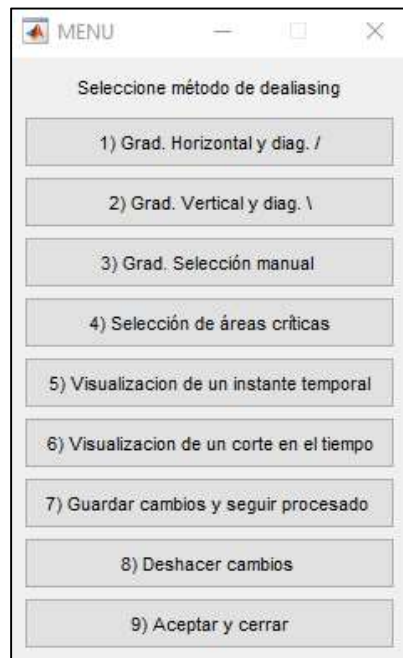 MENU
Seleccione método de dealiasing
1) Grad. Horizontal y diag. /
2) Grad. Vertical y diag. \
3) Grad. Selección manual
4) Selección de áreas críticas
5) Visualizacion de un instante temporal
6) Visualizacion de un corte en el tiempo
7) Guardar cambios y seguir procesado
8) Deshacer cambios
9) Aceptar y cerrar